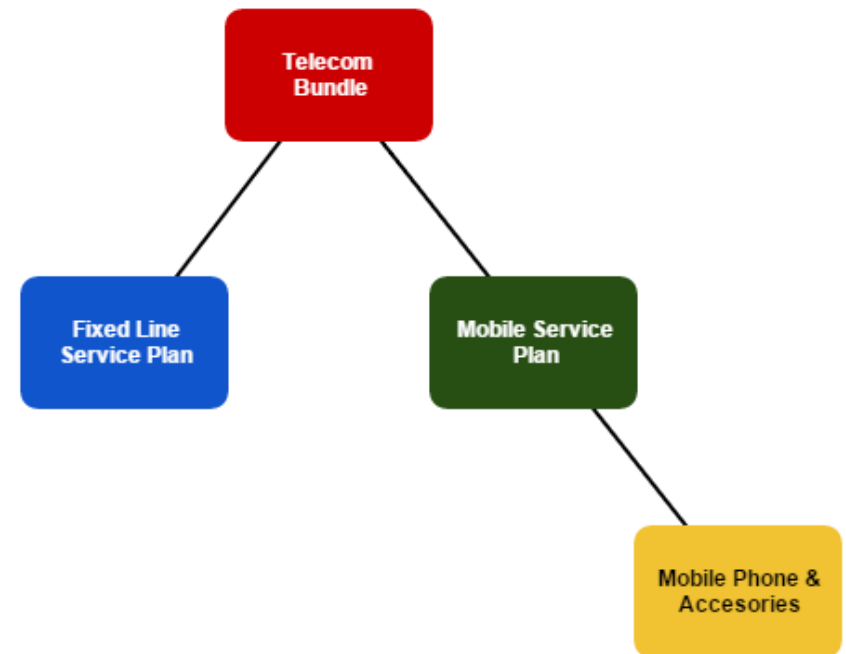 Telecom
Bundle
Fixed Line
Service Plan
Mobile Service
Plan
Mobile Phone &
Accesories